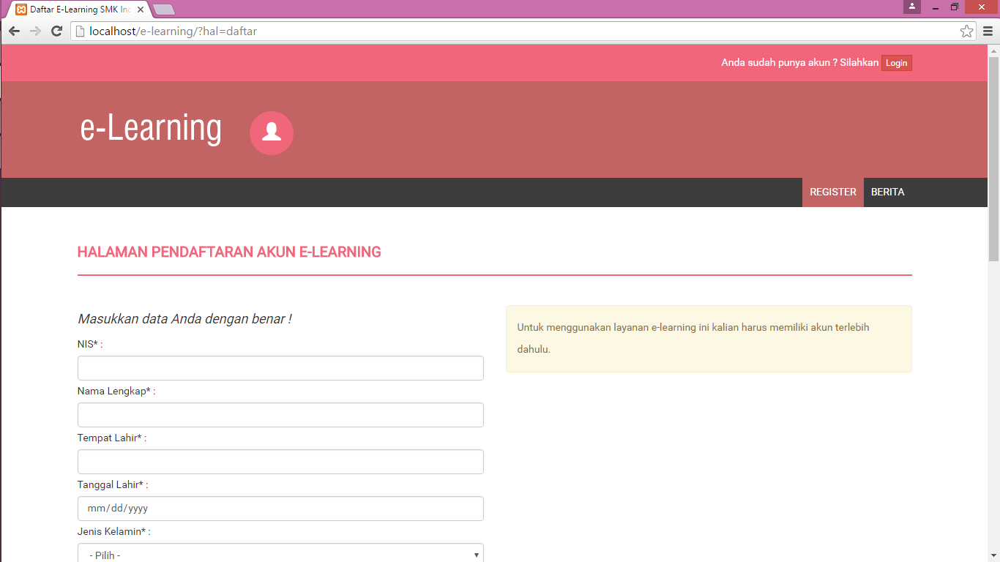 Daftar E-Learning SMK In
localhost/e-learning/?hal=daftar
Anda sudah punya akun ? Silahkan Login
e-Learning
REGISTER BERITA
HALAMAN PENDAFTARAN AKUN E-LEARNING
Masukkan data Anda dengan benar !
NIS* :
Nama Lengkap* :
Tempat Lahir* :
Tanggal Lahir* :
mm/dd/yyyy
Jenis Kelamin* :
- Pilih -
Untuk menggunakan layanan e-learning ini kalian harus memiliki akun terlebih
dahulu.